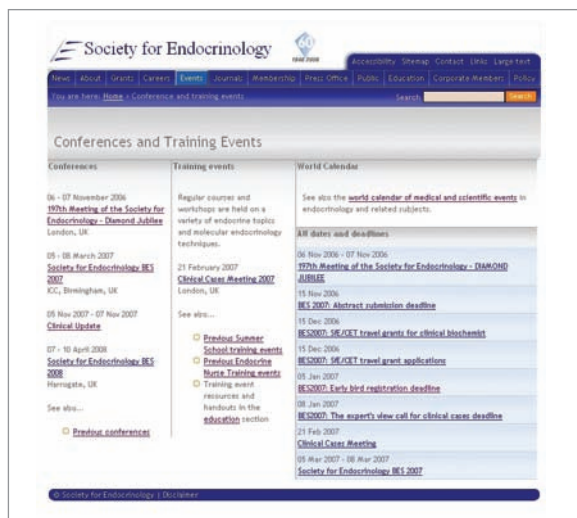 Society for Endocrinology
60
1946-2006
Accessibility Sitemap Contact Links Large text
News About Grants Careers Events Journals Membership Press Office Public Education Corporate Members Policy
You are here: Home » Conference and training events
Search
Search
Conferences and Training Events
Conferences
06 - 07 November 2006
197th Meeting of the Society for
Endocrinology - Diamond Jubilee
London, UK
05 - 08 March 2007
Society for Endocrinology BES
2007
ICC, Birmingham, UK
05 Nov 2007 - 07 Nov 2007
Clinical Update
07 - 10 April 2008
Society for Endocrinology BES
2008
Harrogate, UK
See also...
Previous conferences
Training events
Regular courses and
workshops are held on a
variety of endocrine topics
and molecular endocrinology
techniques.
21 February 2007
Clinical Cases Meeting 2007
London, UK
See also...
Previous Summer
School training events
Previous Endocrine
Nurse Training events
Training event
resources and
handouts in the
education section
World Calendar
See also the world calendar of medical and scientific events in
endocrinology and related subjects.
All dates and deadlines
06 Nov 2006 - 07 Nov 2006
197th Meeting of the Society for Endocrinology - DIAMOND
JUBILEE
15 Nov 2006
BES 2007: Abstract submission deadline
15 Dec 2006
BES2007: SfE/CET travel grants for clinical biochemist
15 Dec 2006
BES2007: SfE/CET travel grant applications
05 Jan 2007
BES2007: Early bird registration deadline
08 Jan 2007
BES2007: The expert's view call for clinical cases deadline
21 Feb 2007
Clinical Cases Meeting
05 Mar 2007 - 08 Mar 2007
Society for Endocrinology BES 2007
© Society for Endocrinology | Disclaimer